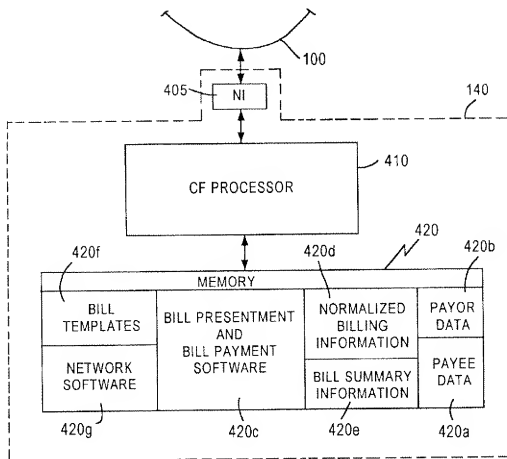 100
405
NI
140
410
CF PROCESSOR
420f
420d
420
420b
MEMORY
BILL
TEMPLATES
NETWORK
SOFTWARE
BILL PRESENTMENT
AND
BILL PAYMENT
SOFTWARE
NORMALIZED
BILLING
INFORMATION
BILL SUMMARY
INFORMATION
PAYOR
DATA
PAYEE
DATA
420g
420c
420e
420a